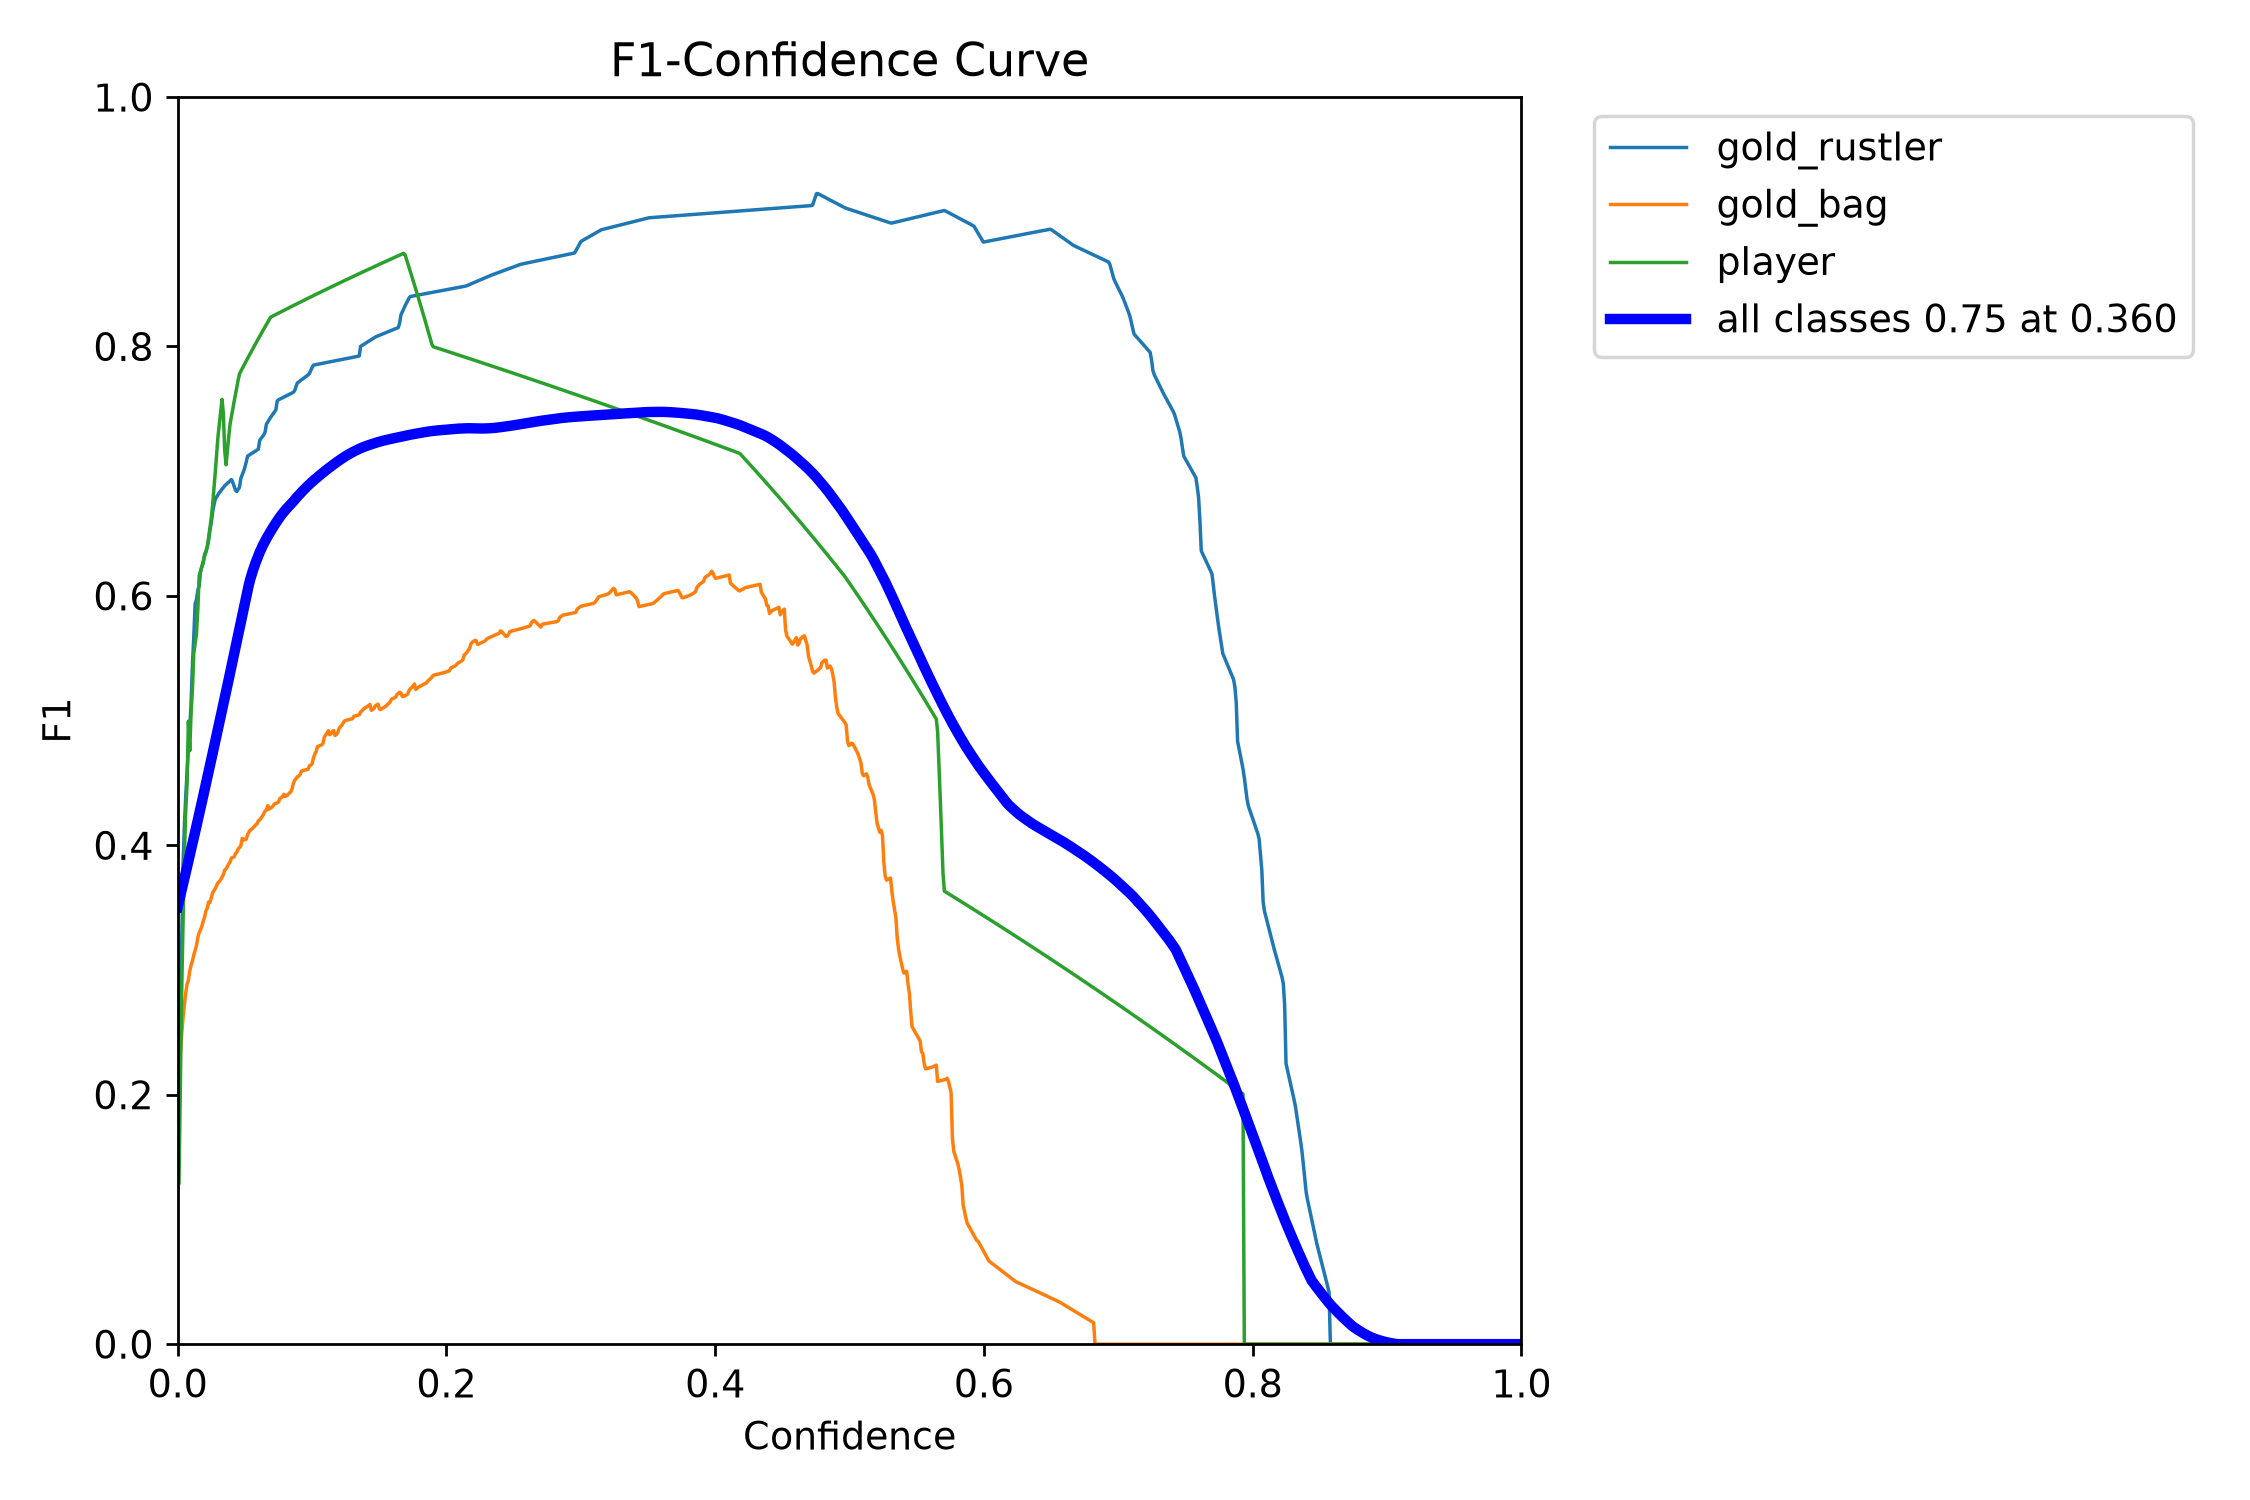 F1-Confidence Curve
1.0
0.8
0.6
0.4
0.2
0.0
F1
0.0 0.2 0.4 0.6 0.8 1.0
Confidence
gold_rustler
gold_bag
player
all classes 0.75 at 0.360